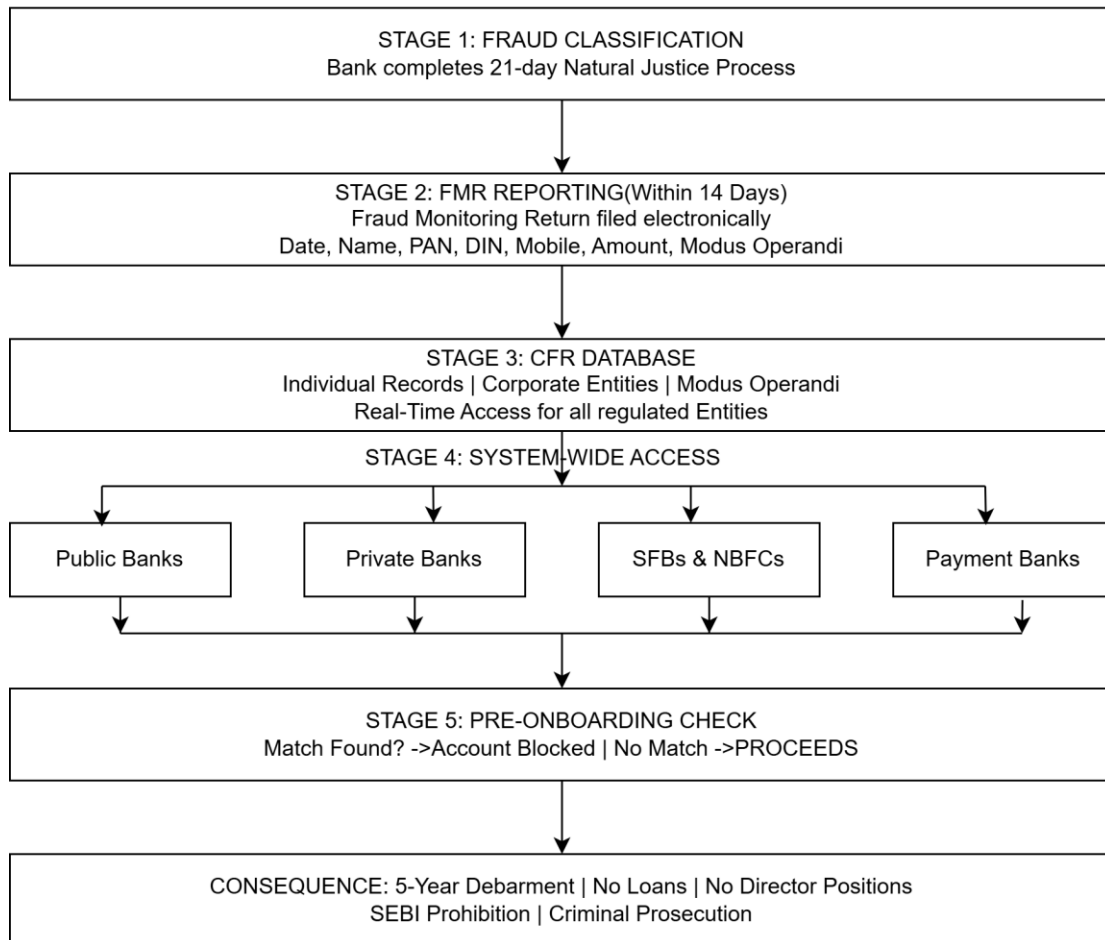 STAGE 1: FRAUD CLASSIFICATION
Bank completes 21-day Natural Justice Process
STAGE 2: FMR REPORTING(Within 14 Days)
Fraud Monitoring Return filed electronically
Date, Name, PAN, DIN, Mobile, Amount, Modus Operandi
STAGE 3: CFR DATABASE
Individual Records | Corporate Entities | Modus Operandi
Real-Time Access for all regulated Entities
STAGE 4: SYSTEM-WIDE ACCESS
Public Banks
Private Banks
SFBs & NBFCs
Payment Banks
STAGE 5: PRE-ONBOARDING CHECK
Match Found? ->Account Blocked | No Match ->PROCEEDS
CONSEQUENCE: 5-Year Debarment | No Loans | No Director Positions
SEBI Prohibition | Criminal Prosecution